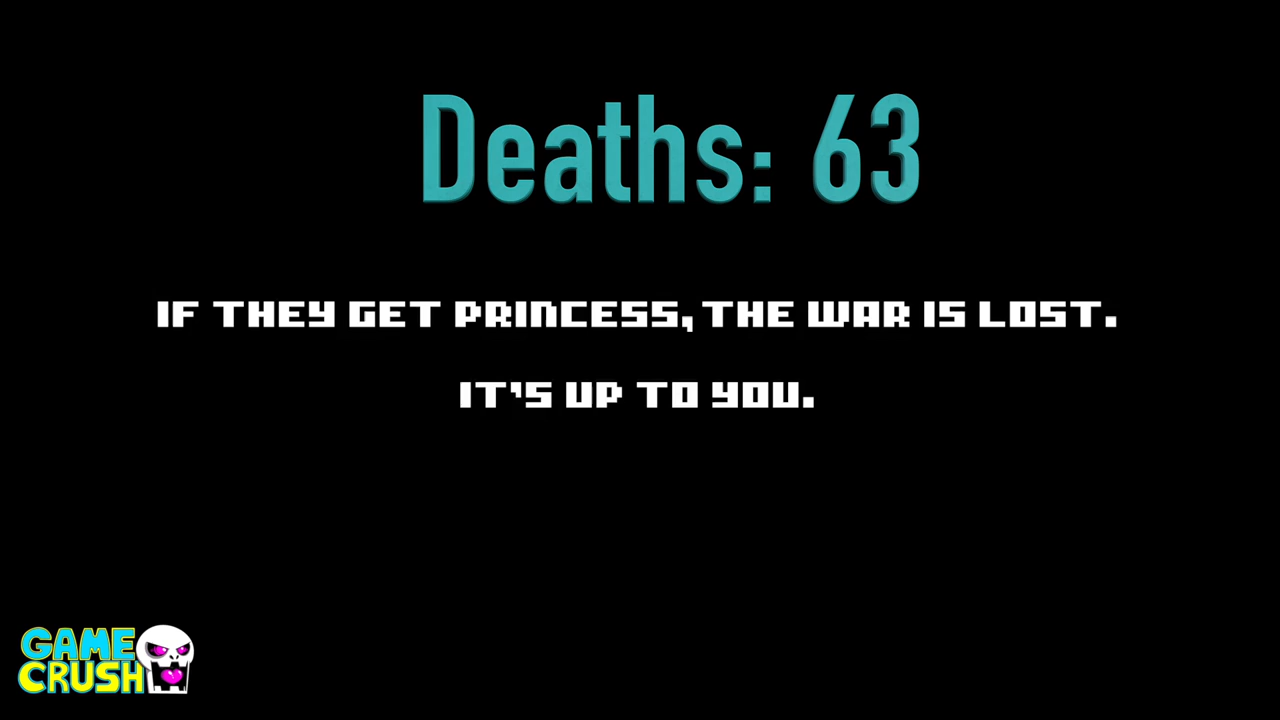 Deaths: 63
IF THEY GET PRINCESS, THE WAR IS LOST.
IT'S UP TO YOU.
GAME
CRUSH